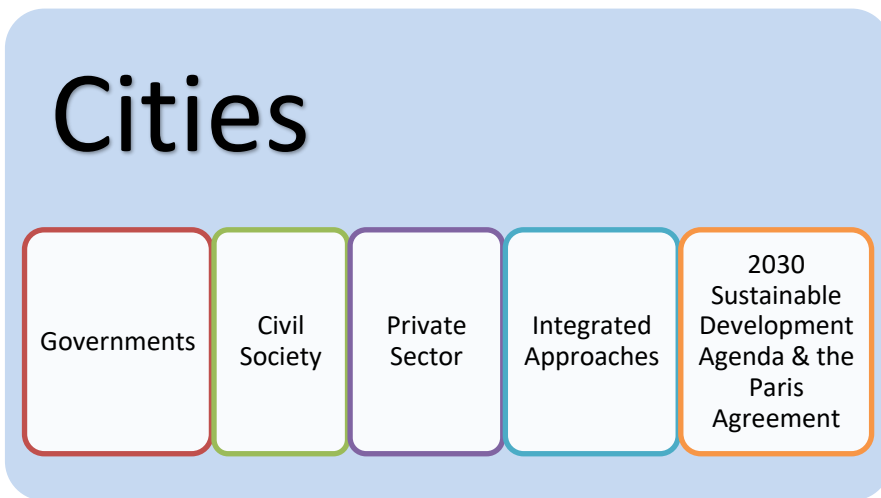 Cities
Governments
Civil
Society
Private
Sector
Integrated
Approaches
2030
Sustainable
Development
Agenda & the
Paris
Agreement